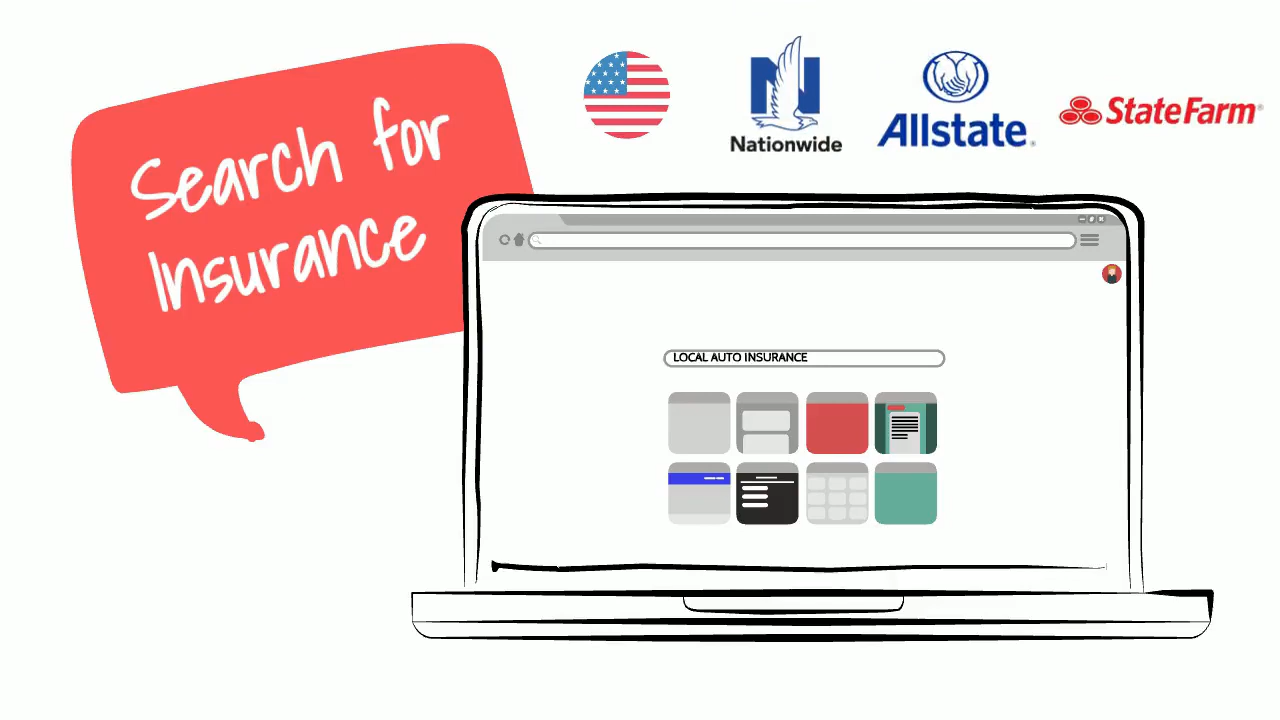 Search for
Insurance
N
Nationwide
Allstate®
StateFarm®
LOCAL AUTO INSURANCE